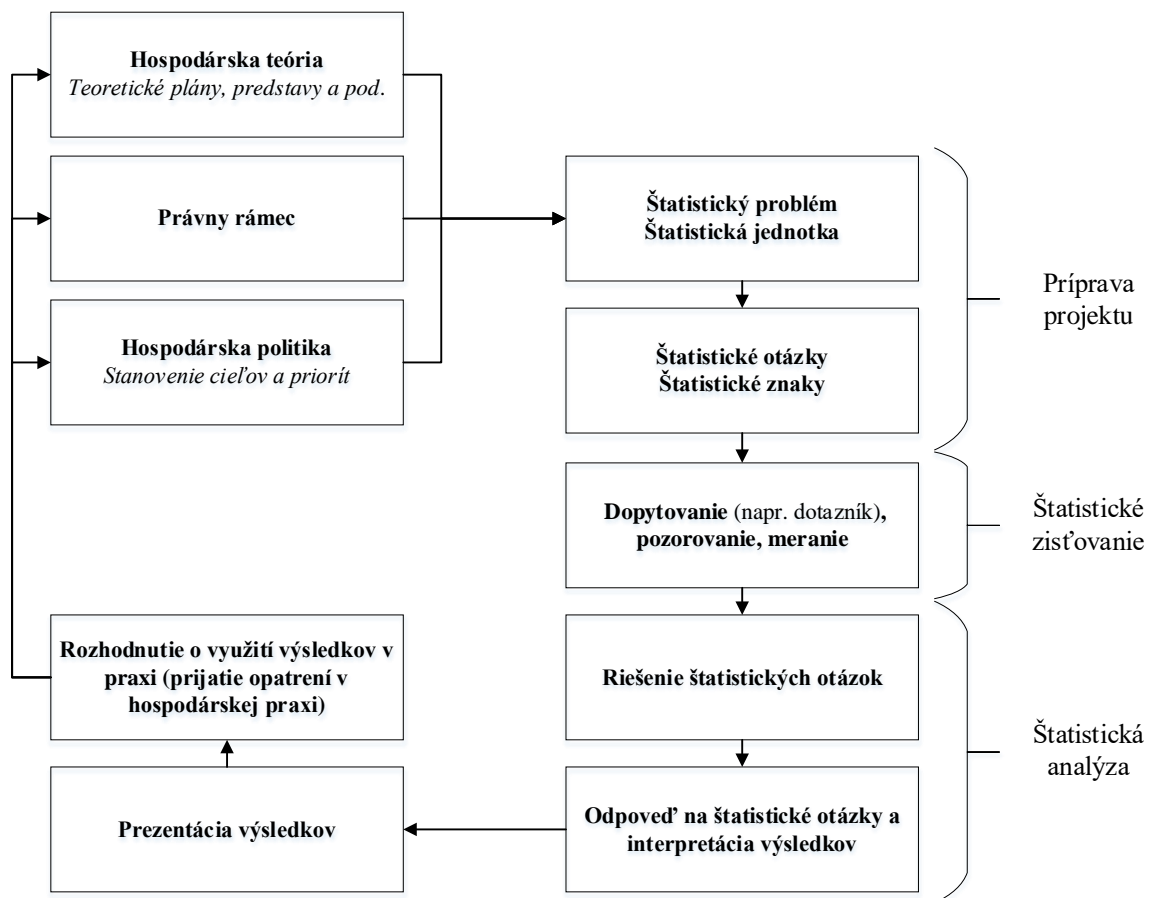 Hospodárska teória
Teoretické plány, predstavy a pod.
Právny rámec
Hospodárska politika
Stanovenie cieľov a priorít
Štatistický problém
Štatistická jednotka
Štatistické otázky
Štatistické znaky
Príprava
projektu
Dopytovanie (napr. dotazník),
pozorovanie, meranie
Štatistické
zisťovanie
Riešenie štatistických otázok
Odpoveď na štatistické otázky a
interpretácia výsledkov
Štatistická
analýza
Prezentácia výsledkov
Rozhodnutie o využití výsledkov v
praxi (prijatie opatrení v
hospodárskej praxi)